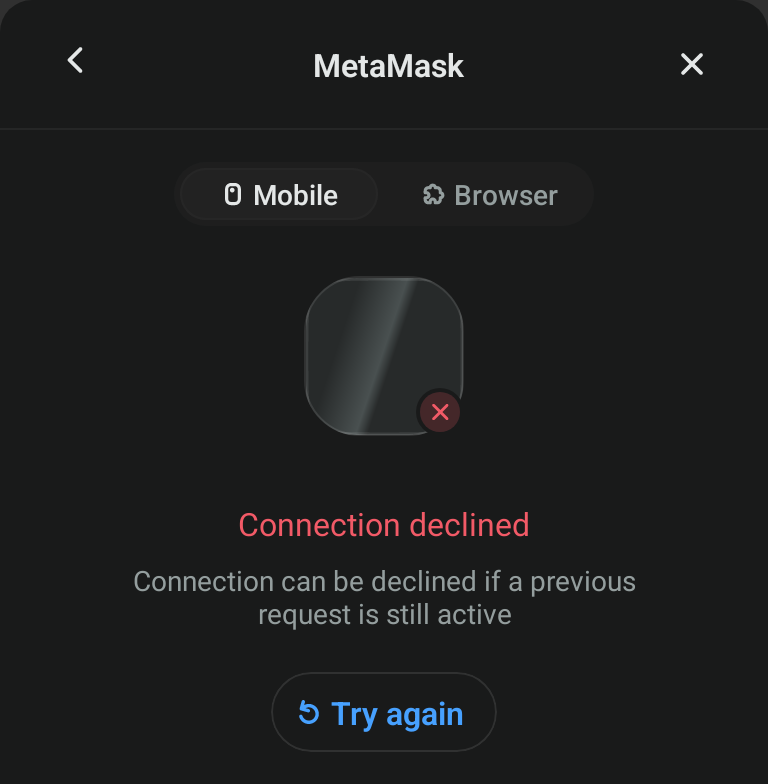 MetaMask
Mobile
Browser
Connection declined
Connection can be declined if a previous
request is still active
Try again